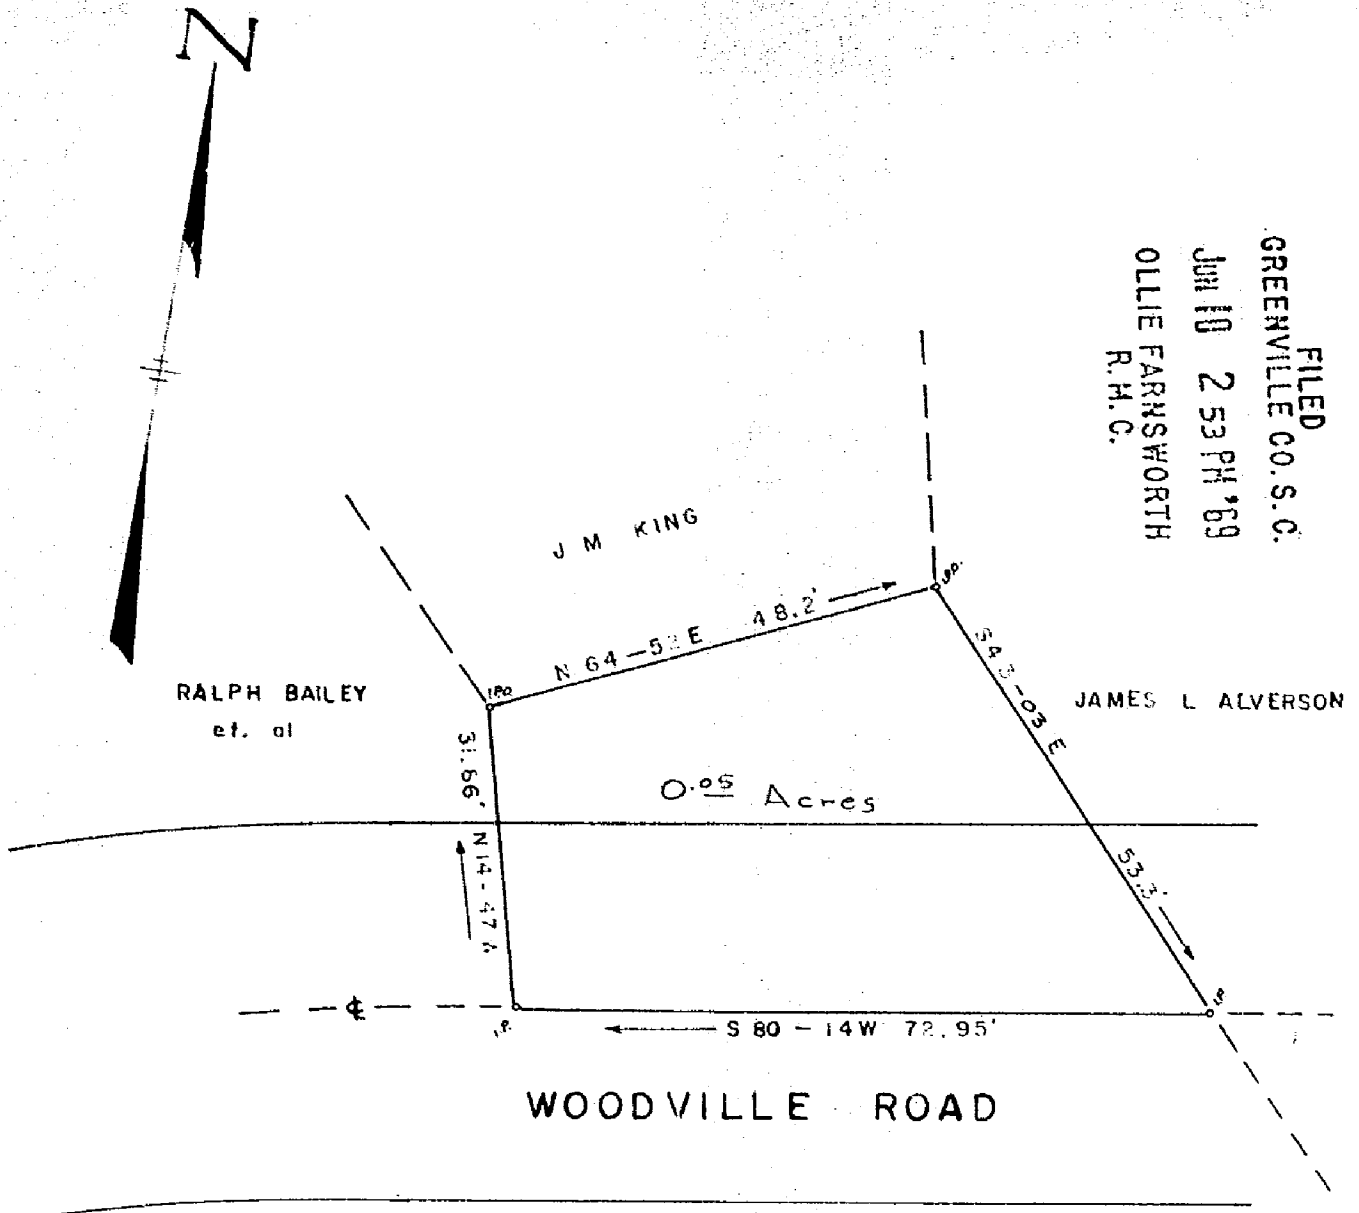 N
FILED
GREENVILLE CO. S. C.
JUN 10 2 53 PM '69
OLLIE FARNSWORTH
R. M. C.
J M KING
N 64 – 52 E 48.2'
I.P.O.
I.P.
S43 – 03 E
53.3'
RALPH BAILEY
et. al
JAMES L ALVERSON
31.66'
N 14 - 47
0.05 Acres
℄
I.P.
I.P.
S 80 – 14 W 72.95'
WOODVILLE ROAD